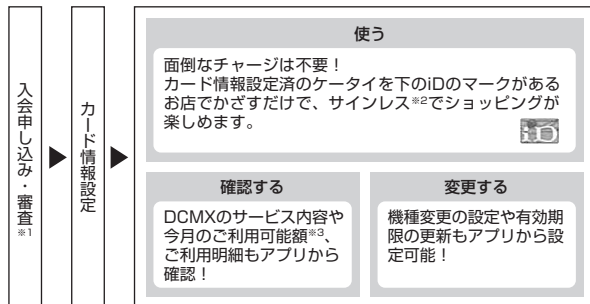 入会申し込み・審査※1
カード情報設定
使う
面倒なチャージは不要！
カード情報設定済のケータイを下のiDのマークがある
お店でかざすだけで、サインレス※2でショッピングが
楽しめます。
iD
確認する
DCMXのサービス内容や
今月のご利用可能額※3、
ご利用明細もアプリから
確認！
変更する
機種変更の設定や有効期
限の更新もアプリから設
定可能！